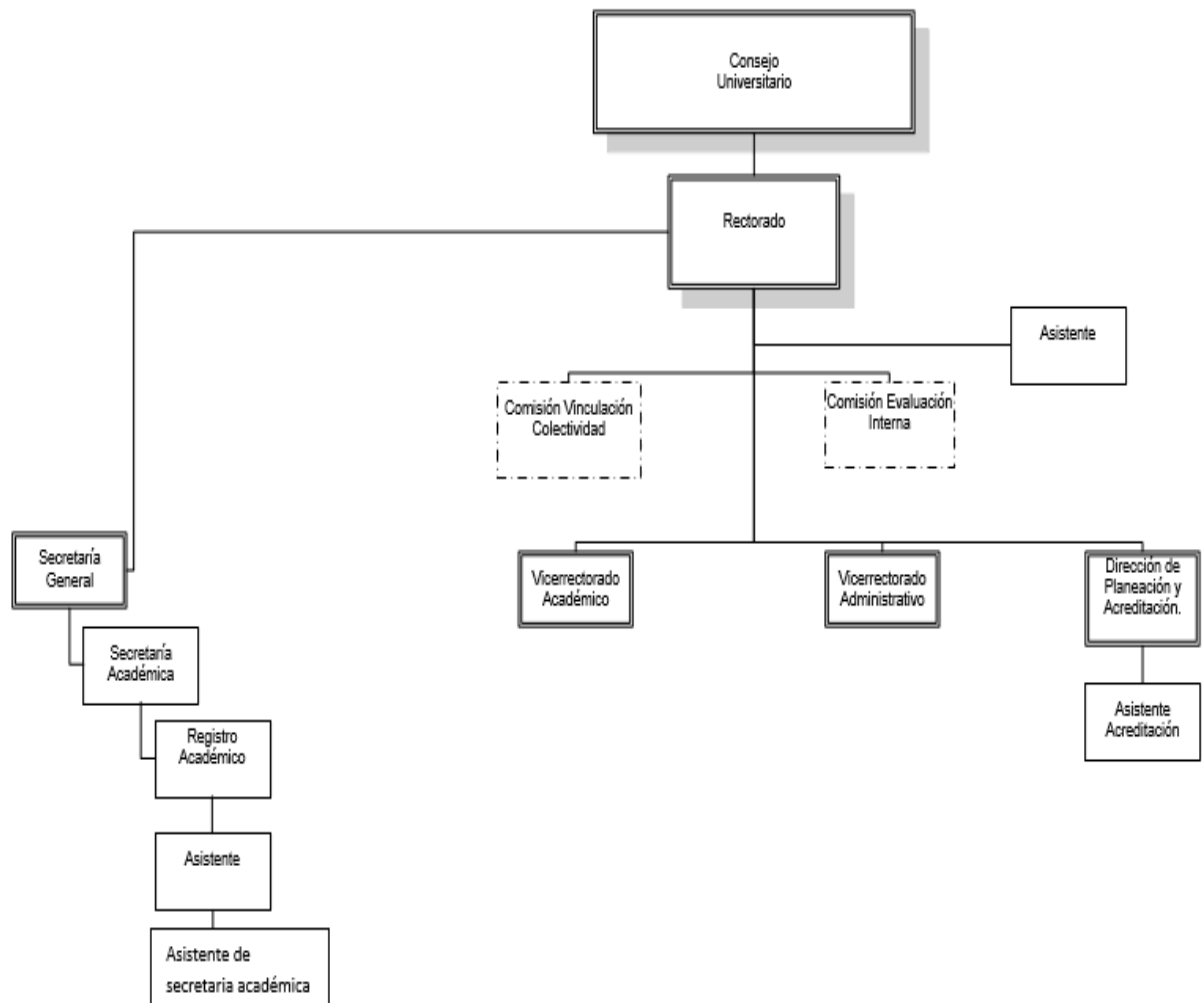 Consejo
Universitario
Rectorado
Asistente
Comisión Vinculación
Colectividad
Comisión Evaluación
Interna
Secretaría
General
Vicerrectorado
Académico
Vicerrectorado
Administrativo
Dirección de
Planeación y
Acreditación.
Secretaría
Académica
Asistente
Acreditación
Registro
Académico
Asistente
Asistente de
secretaria académica